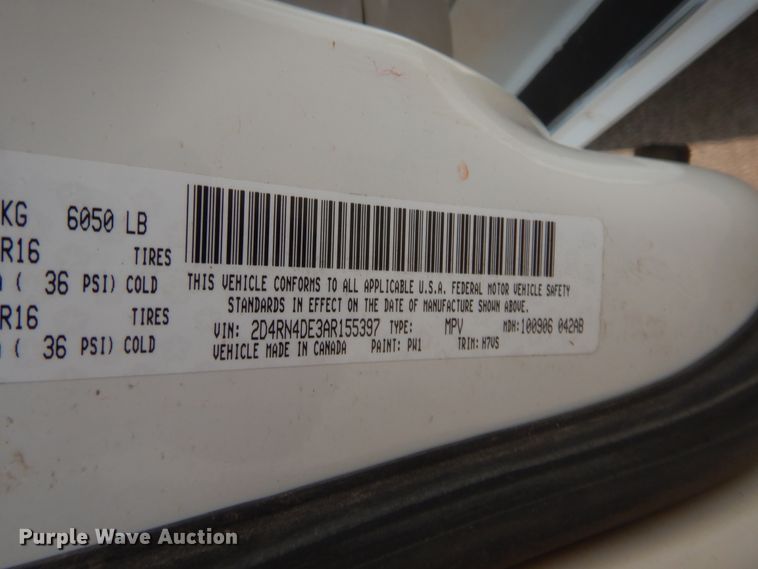 KG 6050 LB
R16 TIRES
( 36 PSI) COLD
R16 TIRES
( 36 PSI) COLD
THIS VEHICLE CONFORMS TO ALL APPLICABLE U.S.A. FEDERAL MOTOR VEHICLE SAFETY
STANDARDS IN EFFECT ON THE DATE OF MANUFACTURE SHOWN ABOVE.
VIN: 2D4RN4DE3AR155397 TYPE: MPV MDH: 100906 042AB
VEHICLE MADE IN CANADA PAINT: PW1 TRIM: H7VS
Purple Wave Auction